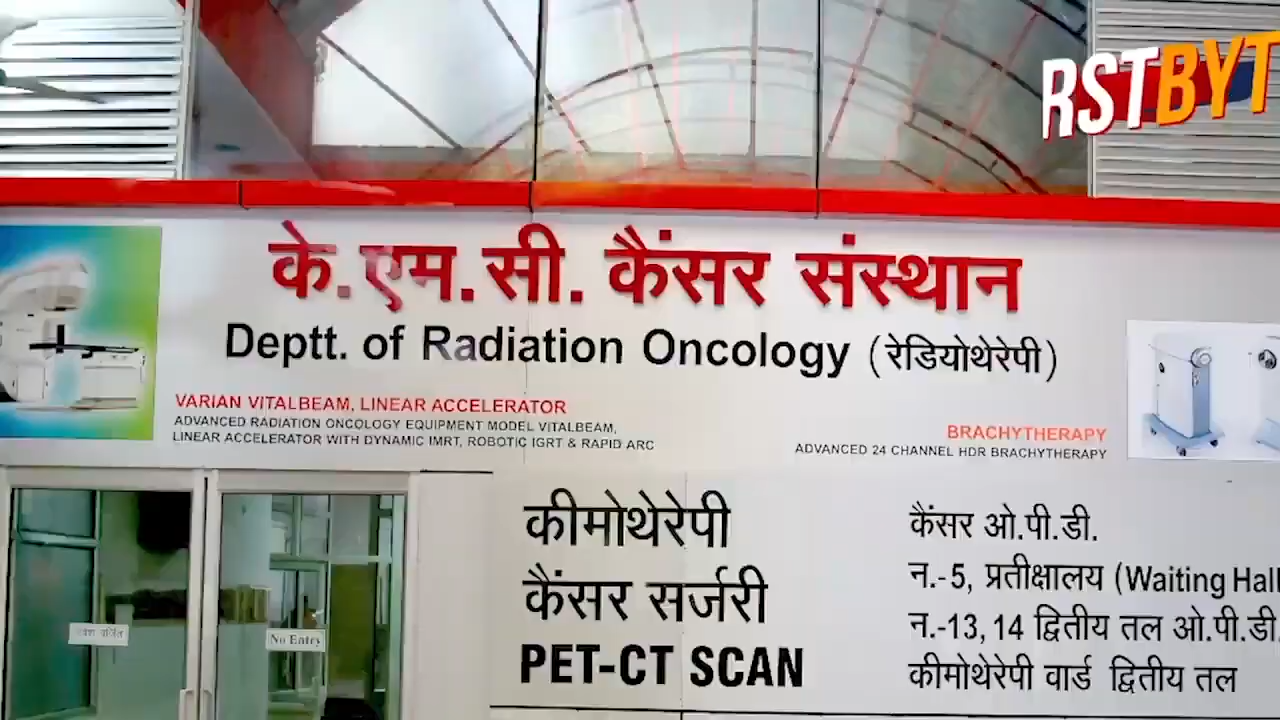 RSTBYT
के.एम.सी. कैंसर संस्थान
Deptt. of Radiation Oncology (रेडियोथेरेपी)
VARIAN VITALBEAM, LINEAR ACCELERATOR
ADVANCED RADIATION ONCOLOGY EQUIPMENT MODEL VITALBEAM,
LINEAR ACCELERATOR WITH DYNAMIC IMRT, ROBOTIC IGRT & RAPID ARC
BRACHYTHERAPY
ADVANCED 24 CHANNEL HDR BRACHYTHERAPY
कीमोथेरेपी
कैंसर सर्जरी
PET-CT SCAN
कैंसर ओ.पी.डी.
न.-5, प्रतीक्षालय (Waiting Hall
न.-13, 14 द्वितीय तल ओ.पी.डी.
कीमोथेरेपी वार्ड द्वितीय तल
No Entry